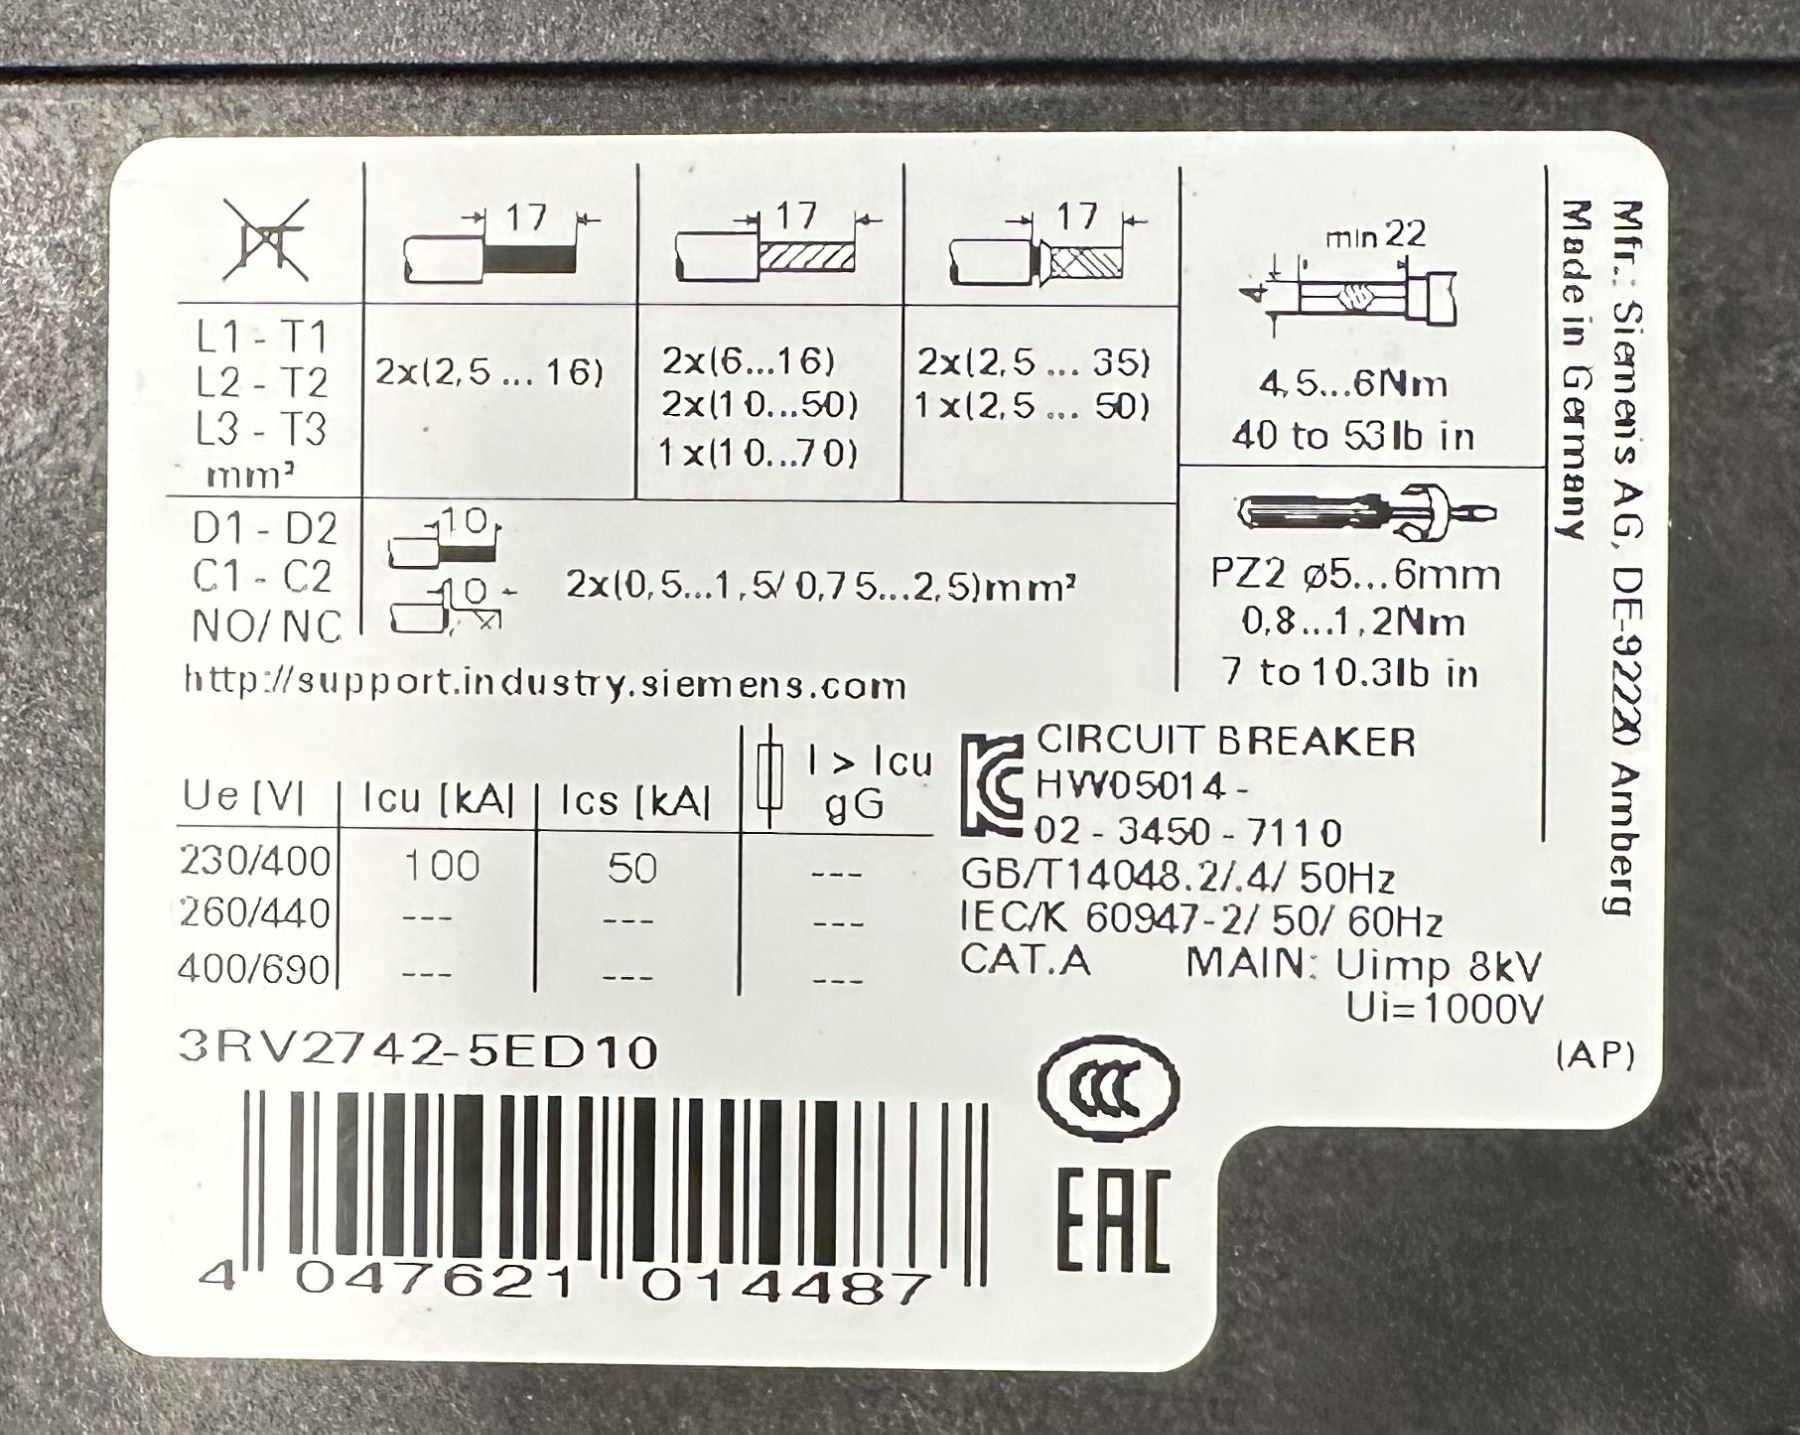 17
17
17
min 22
L1 - T1
L2 - T2
L3 - T3
mm²
2x(2,5 ... 16)
2x(6...16)
2x(10...50)
1x(10...70)
2x(2,5 ... 35)
1x(2,5 ... 50)
4,5...6Nm
40 to 53 lb in
D1 - D2
C1 - C2
NO/NC
10
10
2x(0,5...1,5/ 0,75...2,5)mm²
PZ2 ø5...6mm
0,8...1,2Nm
7 to 10.3lb in
http://support.industry.siemens.com
Mfr.: Siemens AG, DE-92220 Amberg
Made in Germany
Ue [V] Icu [kA] Ics [kA] I > Icu
gG
230/400 100 50 ---
260/440 --- --- ---
400/690 --- --- ---
CIRCUIT BREAKER
HW05014-
02-3450-7110
GB/T14048.2/.4/ 50Hz
IEC/K 60947-2/ 50/ 60Hz
CAT.A MAIN: Uimp 8kV
Ui=1000V
(AP)
3RV2742-5ED10
4 047621 014487
CCC
EAC